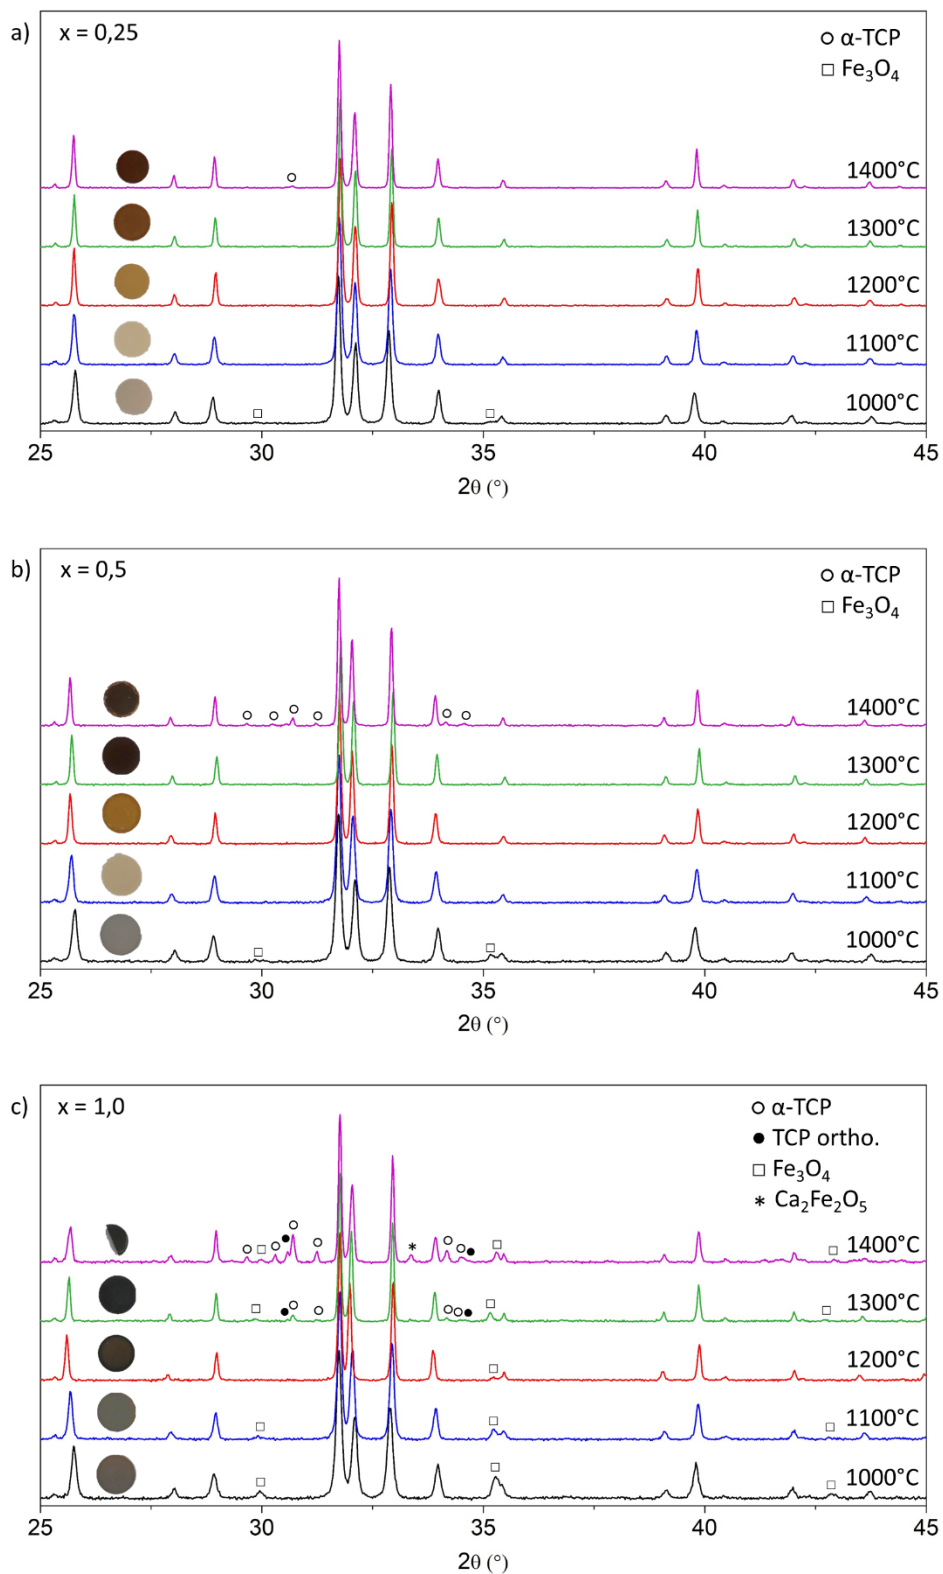 a)
x = 0,25
○ α-TCP
□ Fe₃O₄
1400°C
1300°C
1200°C
1100°C
1000°C
25 30 35 40 45
2θ (°)
b)
x = 0,5
○ α-TCP
□ Fe₃O₄
1400°C
1300°C
1200°C
1100°C
1000°C
25 30 35 40 45
2θ (°)
c)
x = 1,0
○ α-TCP
● TCP ortho.
□ Fe₃O₄
* Ca₂Fe₂O₅
1400°C
1300°C
1200°C
1100°C
1000°C
25 30 35 40 45
2θ (°)